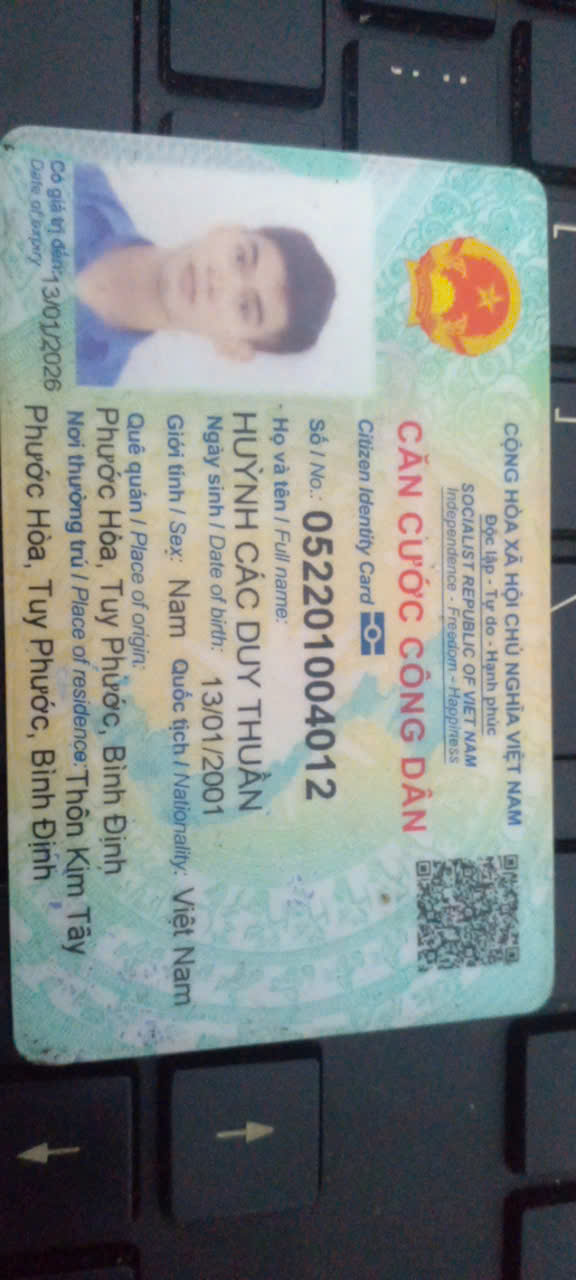 CỘNG HÒA XÃ HỘI CHỦ NGHĨA VIỆT NAM
Độc lập - Tự do - Hạnh phúc
SOCIALIST REPUBLIC OF VIET NAM
Independence - Freedom - Happiness
CĂN CƯỚC CÔNG DÂN
Citizen Identity Card
Số / No.: 052201004012
Họ và tên / Full name:
HUỲNH CÁC DUY THUẦN
Ngày sinh / Date of birth: 13/01/2001
Giới tính / Sex: Nam Quốc tịch / Nationality: Việt Nam
Quê quán / Place of origin:
Phước Hòa, Tuy Phước, Bình Định
Nơi thường trú / Place of residence: Thôn Kim Tây
Phước Hòa, Tuy Phước, Bình Định
Có giá trị đến: 13/01/2026
Date of expiry